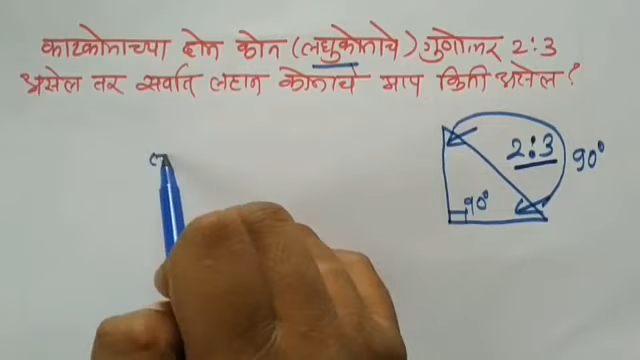 काटकोनाच्या दोन कोन (लघुकोनाचे) गुणोत्तर 2:3
असेल तर सर्वात लहान कोनाचे माप किती असेल?
2:3
90°
90°